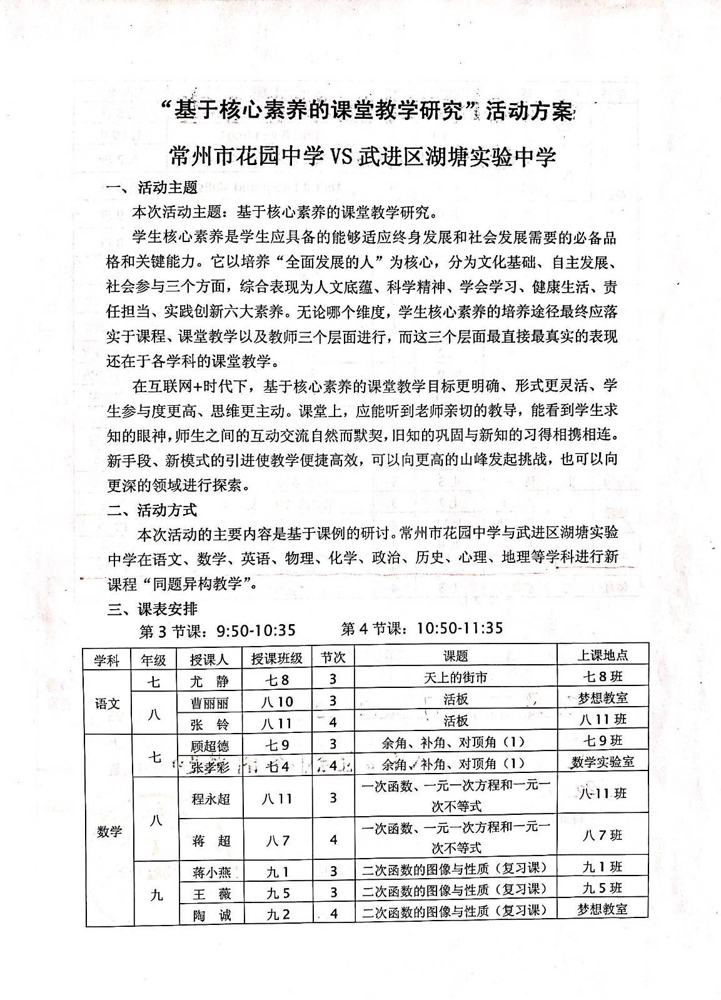 “基于核心素养的课堂教学研究”活动方案
常州市花园中学 VS 武进区湖塘实验中学
一、活动主题
本次活动主题：基于核心素养的课堂教学研究。
学生核心素养是学生应具备的能够适应终身发展和社会发展需要的必备品
格和关键能力。它以培养“全面发展的人”为核心，分为文化基础、自主发展、
社会参与三个方面，综合表现为人文底蕴、科学精神、学会学习、健康生活、责
任担当、实践创新六大素养。无论哪个维度，学生核心素养的培养途径最终应落
实于课程、课堂教学以及教师三个层面进行，而这三个层面最直接最真实的表现
还在于各学科的课堂教学。
在互联网+时代下，基于核心素养的课堂教学目标更明确、形式更灵活、学
生参与度更高、思维更主动。课堂上，应能听到老师亲切的教导，能看到学生求
知的眼神，师生之间的互动交流自然而默契，旧知的巩固与新知的习得相携相连。
新手段、新模式的引进使教学便捷高效，可以向更高的山峰发起挑战，也可以向
更深的领域进行探索。
二、活动方式
本次活动的主要内容是基于课例的研讨。常州市花园中学与武进区湖塘实验
中学在语文、数学、英语、物理、化学、政治、历史、心理、地理等学科进行新
课程“同题异构教学”。
三、课表安排
第 3 节课：9:50-10:35 第 4 节课：10:50-11:35
学科 年级 授课人 授课班级 节次 课题 上课地点
语文 七 尤 静 七 8 3 天上的街市 七 8 班
八 曹丽丽 八 10 3 活板 梦想教室
张 铃 八 11 4 活板 八 11 班
数学 七 顾超德 七 9 3 余角、补角、对顶角（1） 七 9 班
张孝彩 七 4 4 余角、补角、对顶角（1） 数学实验室
八 程永超 八 11 3 一次函数、一元一次方程和一元一
次不等式 八 11 班
蒋 超 八 7 4 一次函数、一元一次方程和一元一
次不等式 八 7 班
九 蒋小燕 九 1 3 二次函数的图像与性质（复习课） 九 1 班
王 薇 九 5 3 二次函数的图像与性质（复习课） 九 5 班
陶 诚 九 2 4 二次函数的图像与性质（复习课） 梦想教室